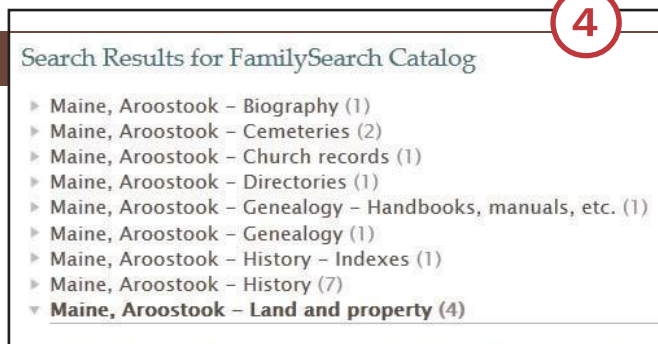 4
Search Results for FamilySearch Catalog
Maine, Aroostook – Biography (1)
Maine, Aroostook – Cemeteries (2)
Maine, Aroostook – Church records (1)
Maine, Aroostook – Directories (1)
Maine, Aroostook – Genealogy – Handbooks, manuals, etc. (1)
Maine, Aroostook – Genealogy (1)
Maine, Aroostook – History – Indexes (1)
Maine, Aroostook – History (7)
Maine, Aroostook – Land and property (4)